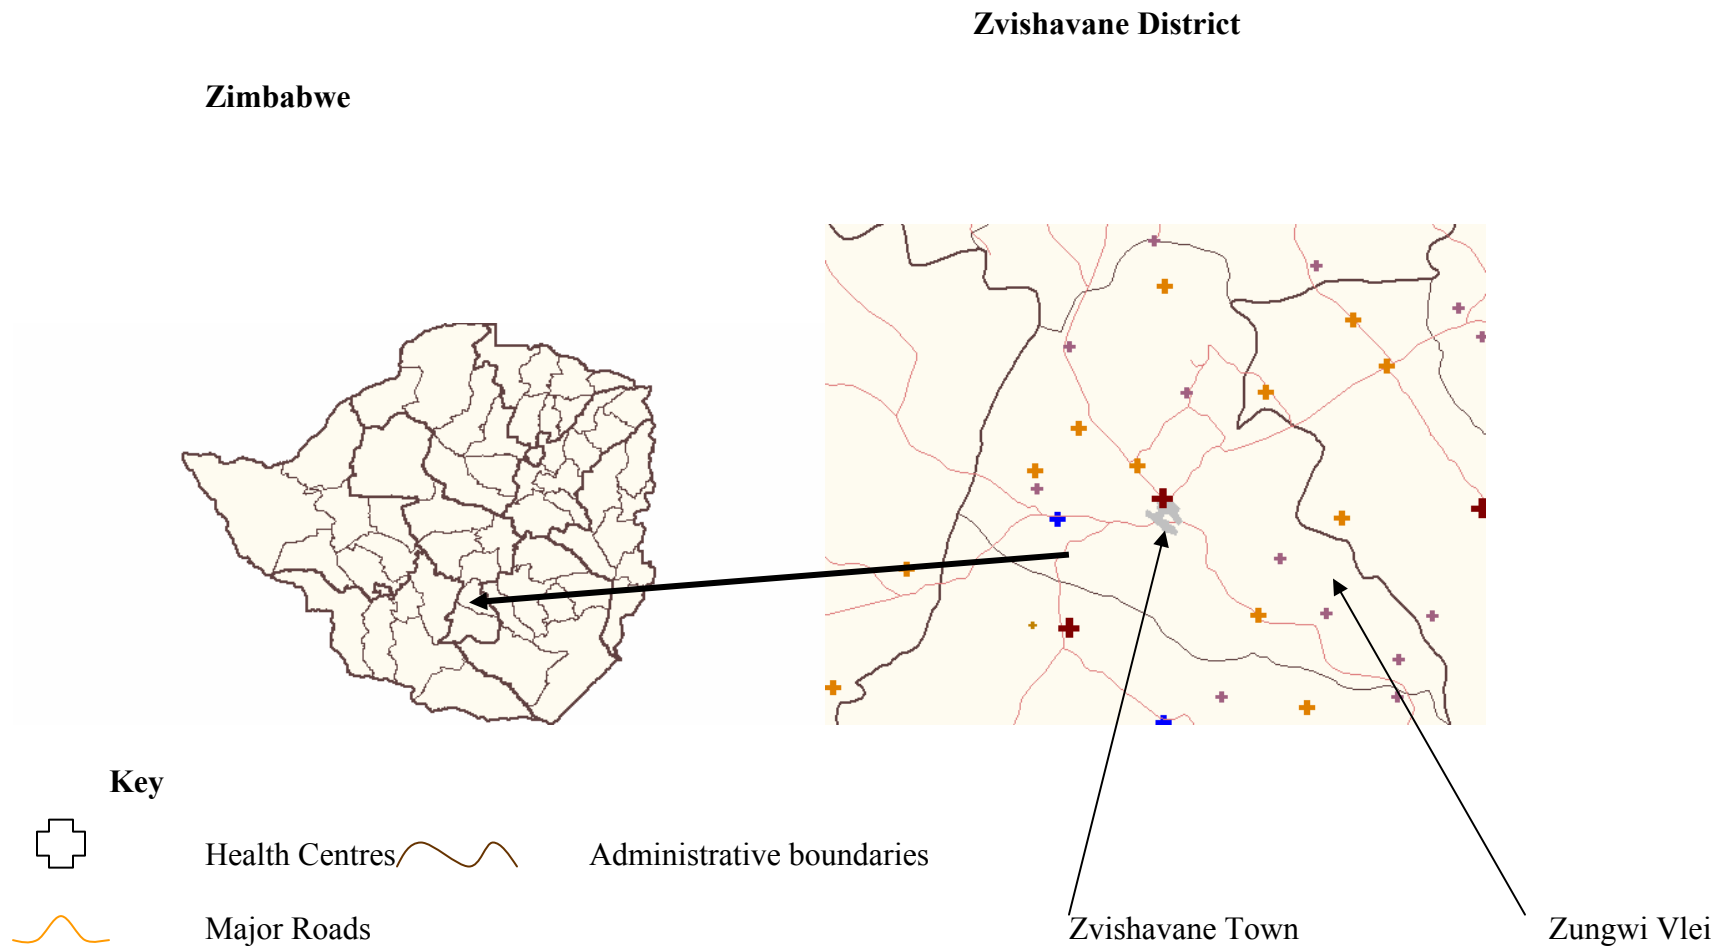 Zvishavane District
Zimbabwe
Key
Health Centres
Administrative boundaries
Major Roads
Zvishavane Town
Zungwi Vlei